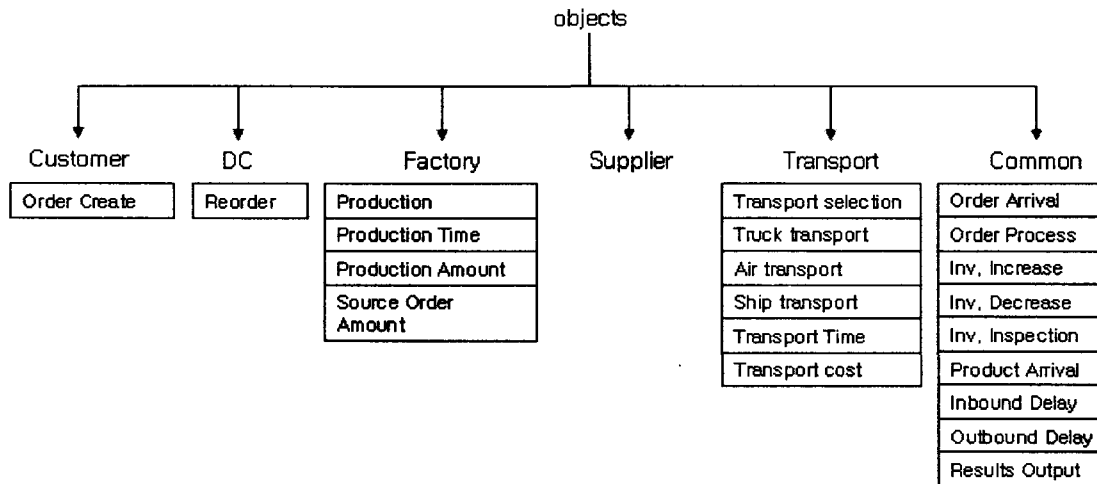 objects
Customer
Order Create
DC
Reorder
Factory
Production
Production Time
Production Amount
Source Order
Amount
Supplier
Transport
Transport selection
Truck transport
Air transport
Ship transport
Transport Time
Transport cost
Common
Order Arrival
Order Process
Inv, Increase
Inv, Decrease
Inv, Inspection
Product Arrival
Inbound Delay
Outbound Delay
Results Output